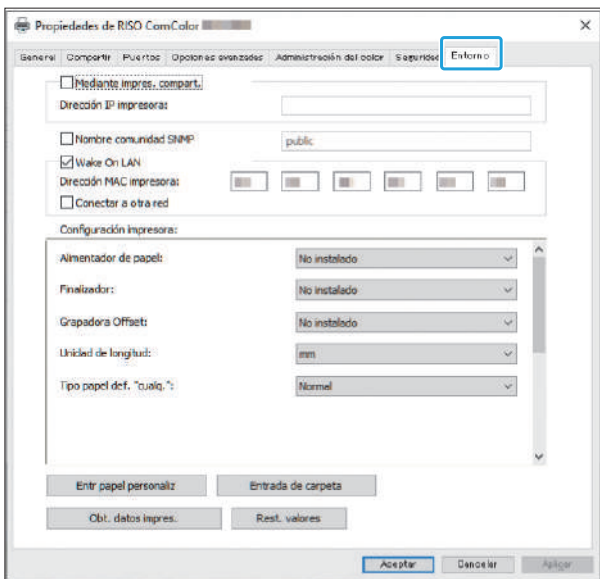 Propiedades de RISO ComColor
General Compartir Puertos Opciones avanzadas Administración del color Seguridad Entorno
Mediante impres. compart.
Dirección IP impresora:
Nombre comunidad SNMP public
Wake On LAN
Dirección MAC impresora:
Conectar a otra red
Configuración impresora:
Alimentador de papel: No instalado
Finalizador: No instalado
Grapadora Offset: No instalado
Unidad de longitud: mm
Tipo papel def. "cualq.": Normal
Entr papel personaliz Entrada de carpeta
Obt. datos impres. Rest. valores
Aceptar Cancelar Aplicar